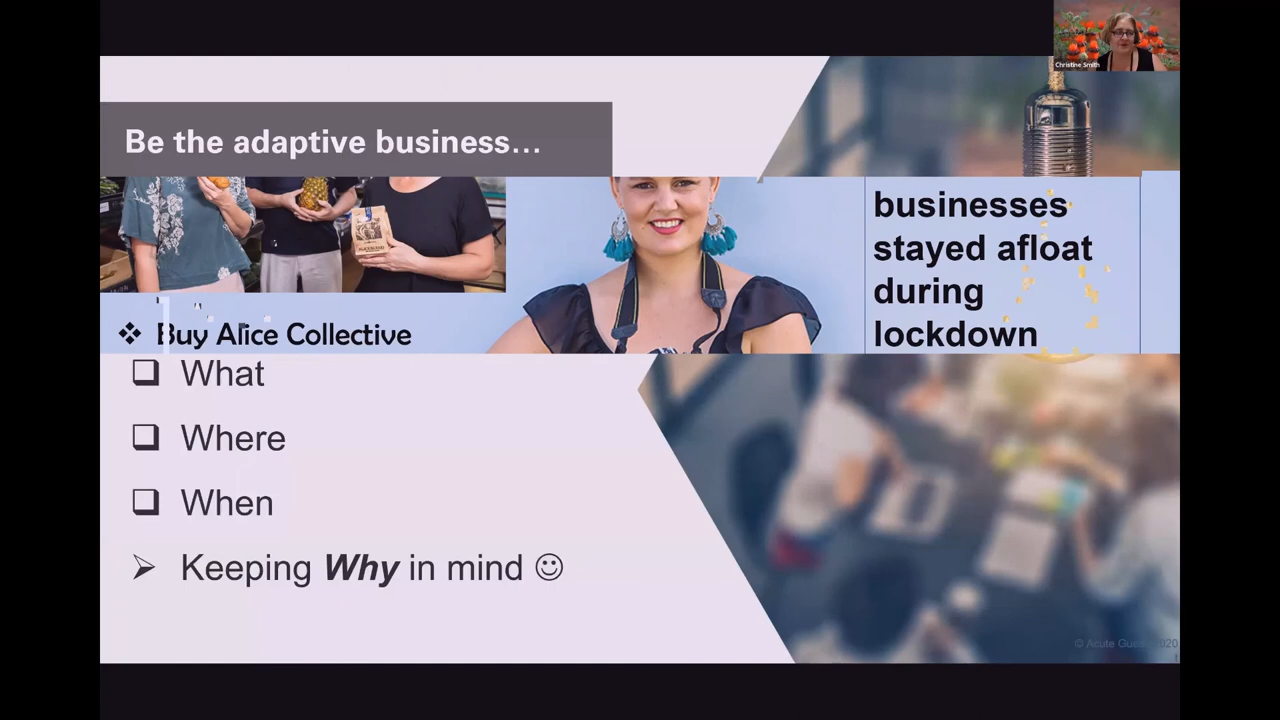 Christine Smith
Be the adaptive business...
businesses
stayed afloat
during
lockdown
❖ Buy Alice Collective
❑ What
❑ Where
❑ When
➢ Keeping Why in mind ☺
© Acute